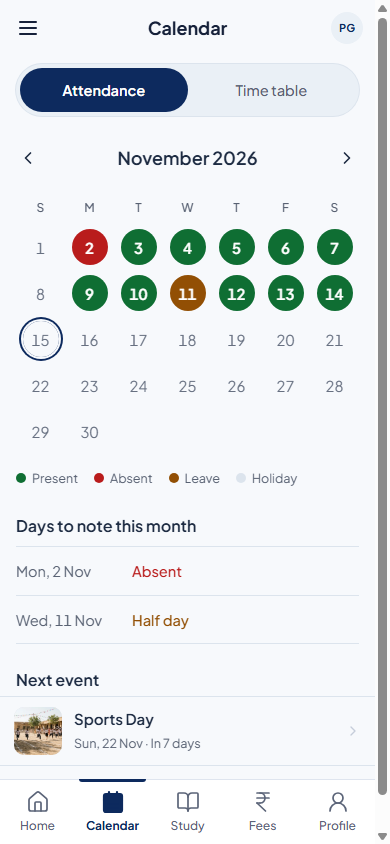 Calendar
PG
Attendance
Time table
November 2026
S M T W T F S
1 2 3 4 5 6 7
8 9 10 11 12 13 14
15 16 17 18 19 20 21
22 23 24 25 26 27 28
29 30
Present Absent Leave Holiday
Days to note this month
Mon, 2 Nov Absent
Wed, 11 Nov Half day
Next event
Sports Day
Sun, 22 Nov · In 7 days
Home Calendar Study Fees Profile